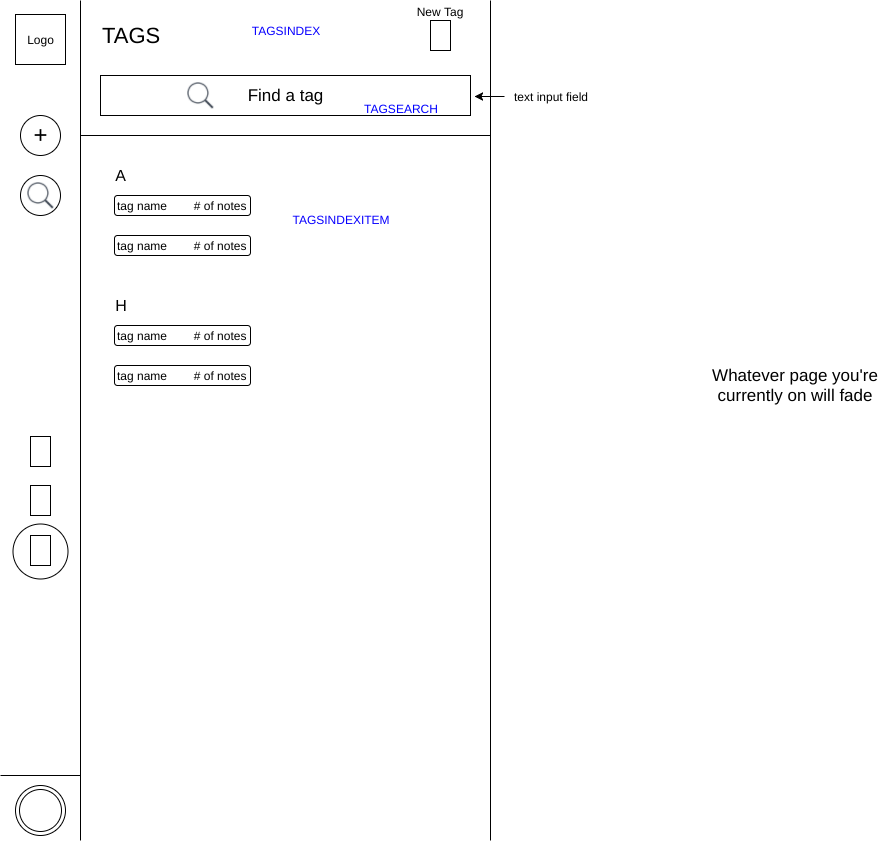 Logo
+
TAGS
TAGSINDEX
New Tag
Find a tag
TAGSEARCH
text input field
A
tag name # of notes
TAGSINDEXITEM
tag name # of notes
H
tag name # of notes
tag name # of notes
Whatever page you're
currently on will fade